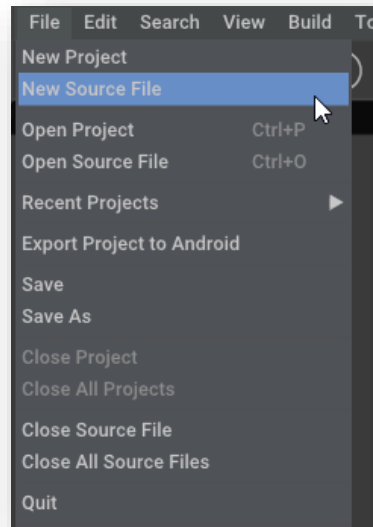 File Edit Search View Build
New Project
New Source File
Open Project Ctrl+P
Open Source File Ctrl+O
Recent Projects
Export Project to Android
Save
Save As
Close Project
Close All Projects
Close Source File
Close All Source Files
Quit